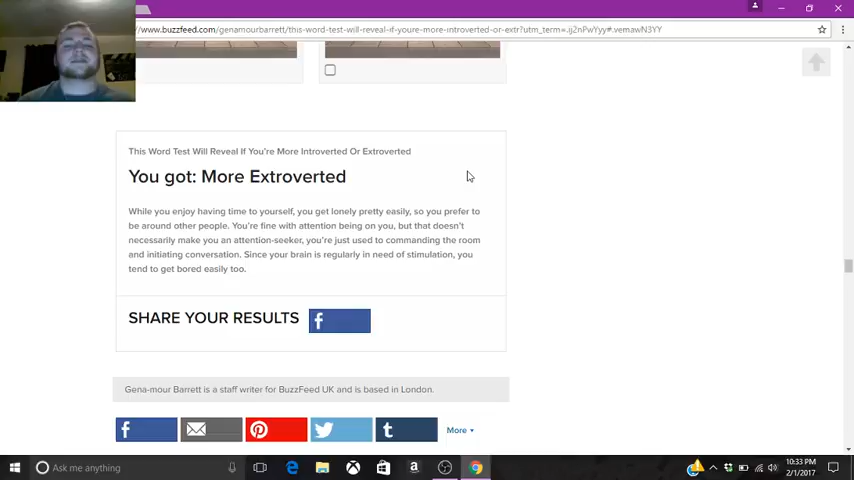 //www.buzzfeed.com/genamourbarrett/this-word-test-will-reveal-if-youre-more-introverted-or-extr?utm_term=.ij2nPwYyy#.vemawN3YY
This Word Test Will Reveal If You're More Introverted Or Extroverted
You got: More Extroverted
While you enjoy having time to yourself, you get lonely pretty easily, so you prefer to
be around other people. You're fine with attention being on you, but that doesn't
necessarily make you an attention-seeker, you're just used to commanding the room
and initiating conversation. Since your brain is regularly in need of stimulation, you
tend to get bored easily too.
SHARE YOUR RESULTS
Gena-mour Barrett is a staff writer for BuzzFeed UK and is based in London.
More
Ask me anything
10:33 PM
2/1/2017